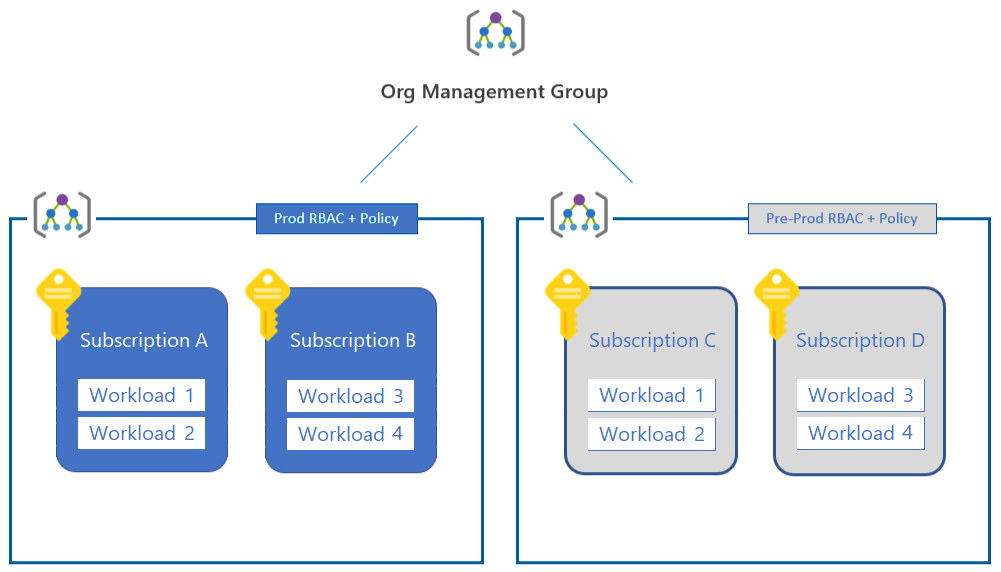 Org Management Group
Prod RBAC + Policy
Subscription A
Workload 1
Workload 2
Subscription B
Workload 3
Workload 4
Pre-Prod RBAC + Policy
Subscription C
Workload 1
Workload 2
Subscription D
Workload 3
Workload 4